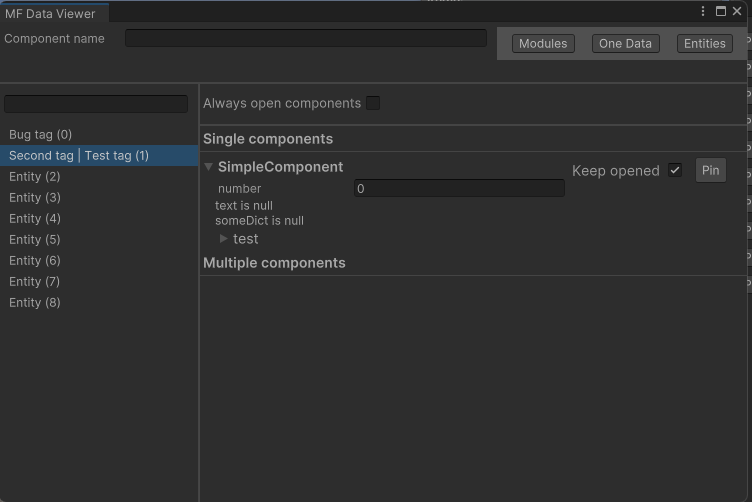 MF Data Viewer
Component name
Modules One Data Entities
Always open components
Bug tag (0)
Second tag | Test tag (1)
Entity (2)
Entity (3)
Entity (4)
Entity (5)
Entity (6)
Entity (7)
Entity (8)
Single components
SimpleComponent Keep opened Pin
number 0
text is null
someDict is null
test
Multiple components